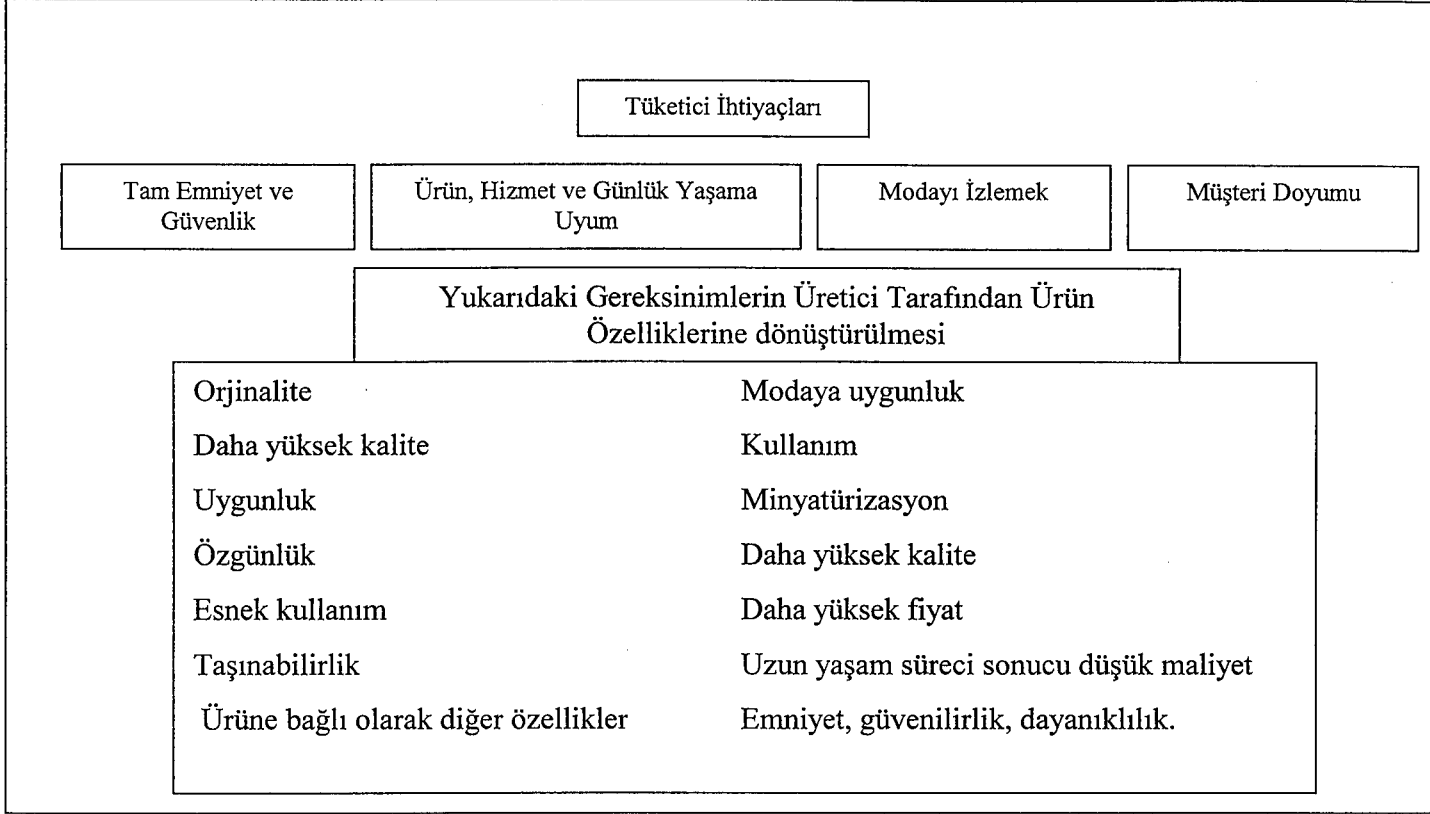 Tüketici İhtiyaçları
Tam Emniyet ve
Güvenlik
Ürün, Hizmet ve Günlük Yaşama
Uyum
Modayı İzlemek
Müşteri Doyumu
Yukarıdaki Gereksinimlerin Üretici Tarafından Ürün
Özelliklerine dönüştürülmesi
Orjinalite
Modaya uygunluk
Daha yüksek kalite
Kullanım
Uygunluk
Minyatürizasyon
Özgünlük
Daha yüksek kalite
Esnek kullanım
Daha yüksek fiyat
Taşınabilirlik
Uzun yaşam süreci sonucu düşük maliyet
Ürüne bağlı olarak diğer özellikler
Emniyet, güvenilirlik, dayanıklılık.